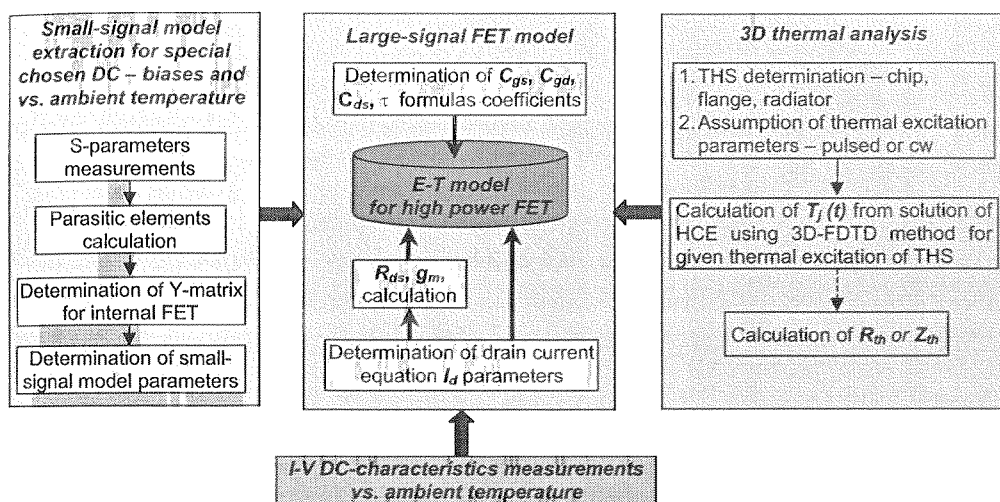 Small-signal model
extraction for special
chosen DC – biases and
vs. ambient temperature
S-parameters
measurements
Parasitic elements
calculation
Determination of Y-matrix
for internal FET
Determination of small-
signal model parameters
Large-signal FET model
Determination of Cgs, Cgd,
Cds, τ formulas coefficients
E-T model
for high power FET
Rds, gm,
calculation
Determination of drain current
equation Id parameters
I-V DC-characteristics measurements
vs. ambient temperature
3D thermal analysis
1. THS determination – chip,
flange, radiator
2. Assumption of thermal excitation
parameters – pulsed or cw
Calculation of Tj (t) from solution of
HCE using 3D-FDTD method for
given thermal excitation of THS
Calculation of Rth or Zth